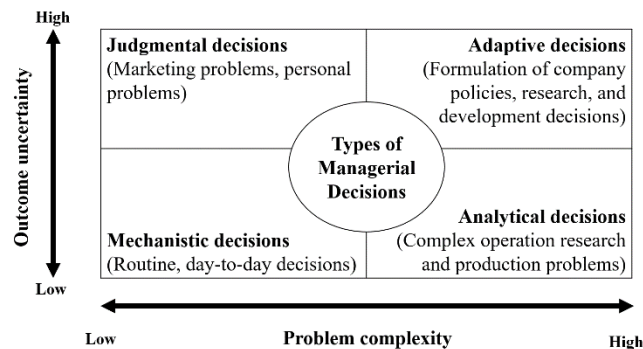 High
Judgmental decisions
(Marketing problems, personal
problems)
Adaptive decisions
(Formulation of company
policies, research, and
development decisions)
Types of
Managerial
Decisions
Outcome uncertainty
Mechanistic decisions
(Routine, day-to-day decisions)
Analytical decisions
(Complex operation research
and production problems)
Low
Low
Problem complexity
High